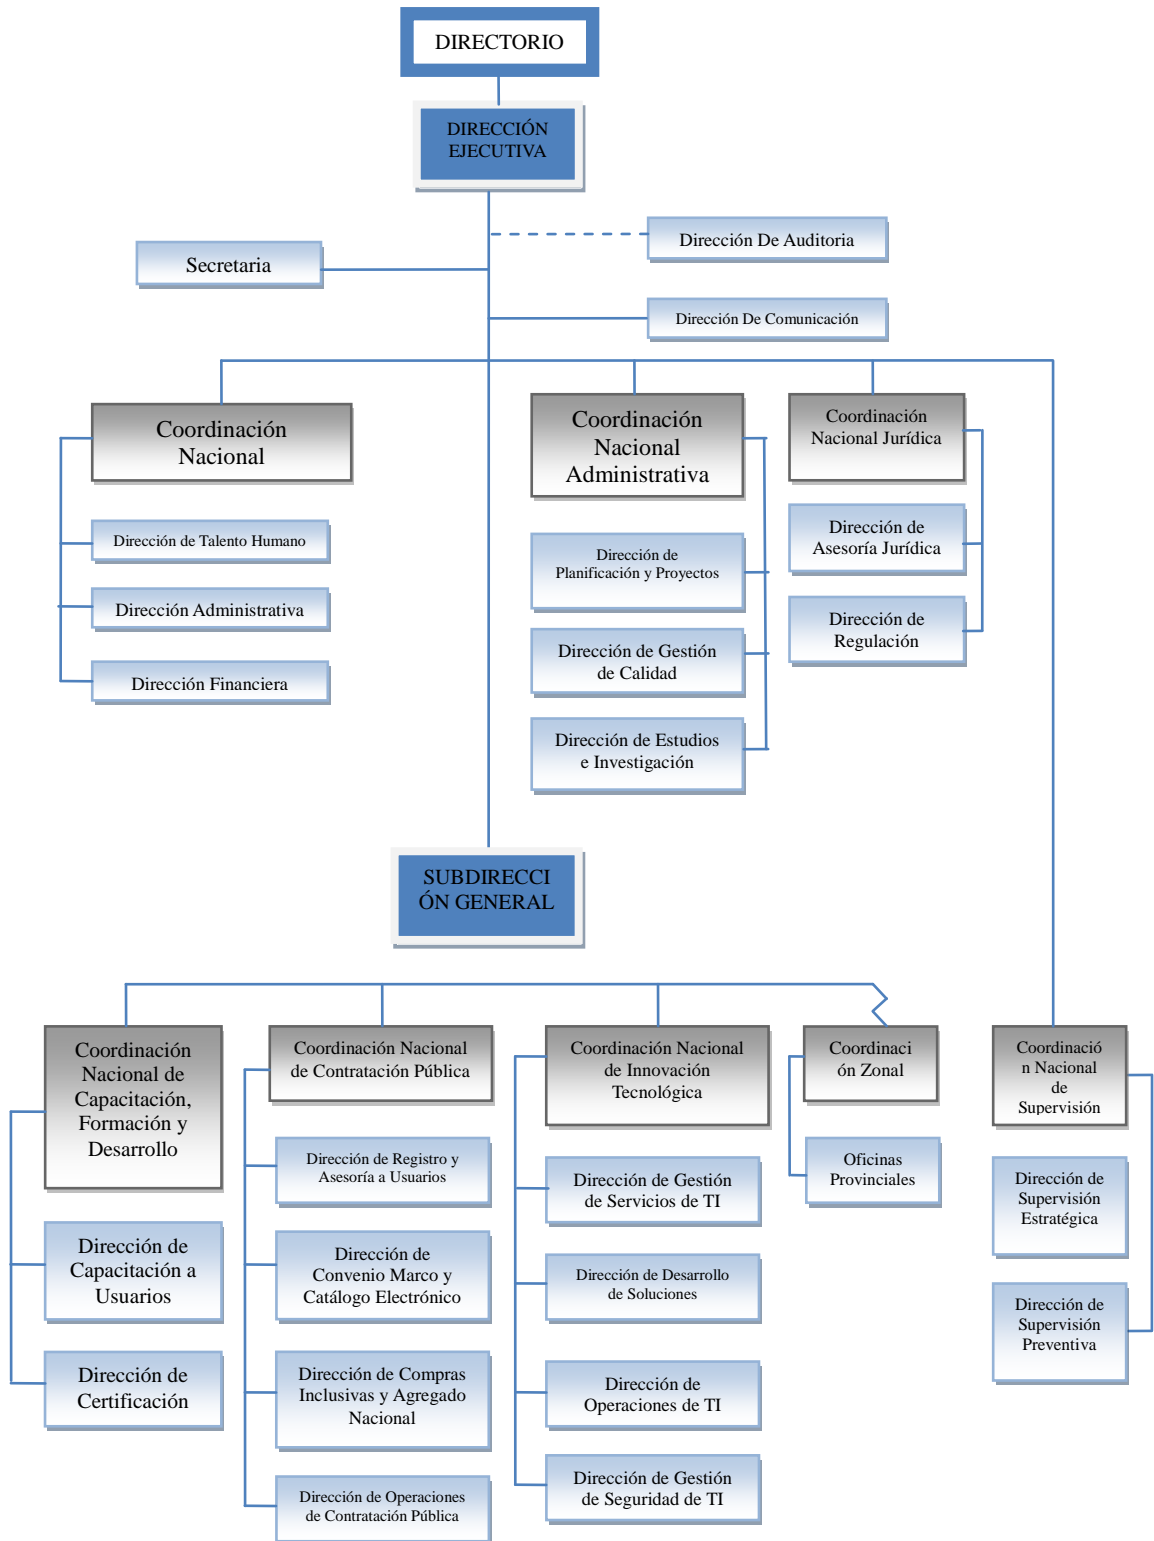 DIRECTORIO
DIRECCIÓN
EJECUTIVA
Dirección De Auditoria
Secretaria
Dirección De Comunicación
Coordinación
Nacional
Dirección de Talento Humano
Dirección Administrativa
Dirección Financiera
Coordinación
Nacional
Administrativa
Dirección de
Planificación y Proyectos
Dirección de Gestión
de Calidad
Dirección de Estudios
e Investigación
Coordinación
Nacional Jurídica
Dirección de
Asesoría Jurídica
Dirección de
Regulación
SUBDIRECCI
ÓN GENERAL
Coordinación
Nacional de
Capacitación,
Formación y
Desarrollo
Dirección de
Capacitación a
Usuarios
Dirección de
Certificación
Coordinación Nacional
de Contratación Pública
Dirección de Registro y
Asesoría a Usuarios
Dirección de
Convenio Marco y
Catálogo Electrónico
Dirección de Compras
Inclusivas y Agregado
Nacional
Dirección de Operaciones
de Contratación Pública
Coordinación Nacional
de Innovación
Tecnológica
Dirección de Gestión
de Servicios de TI
Dirección de Desarrollo
de Soluciones
Dirección de
Operaciones de TI
Dirección de Gestión
de Seguridad de TI
Coordinaci
ón Zonal
Oficinas
Provinciales
Coordinació
n Nacional
de
Supervisión
Dirección de
Supervisión
Estratégica
Dirección de
Supervisión
Preventiva